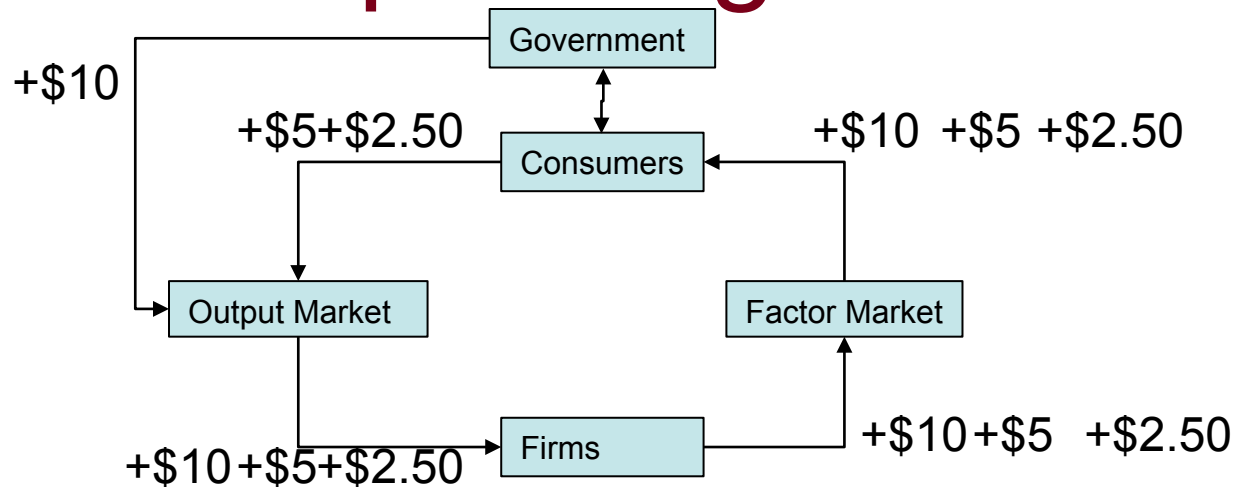 Government
+$10
+$5+$2.50
+$10 +$5 +$2.50
Consumers
Output Market
Factor Market
Firms
+$10+$5+$2.50
+$10+$5 +$2.50